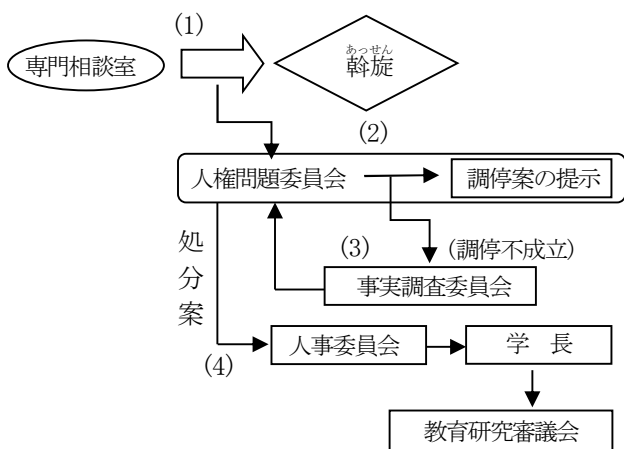 (1)
専門相談室
あっせん
斡旋
(2)
人権問題委員会
調停案の提示
処分案
(3)
(調停不成立)
事実調査委員会
(4)
人事委員会
学　長
教育研究審議会